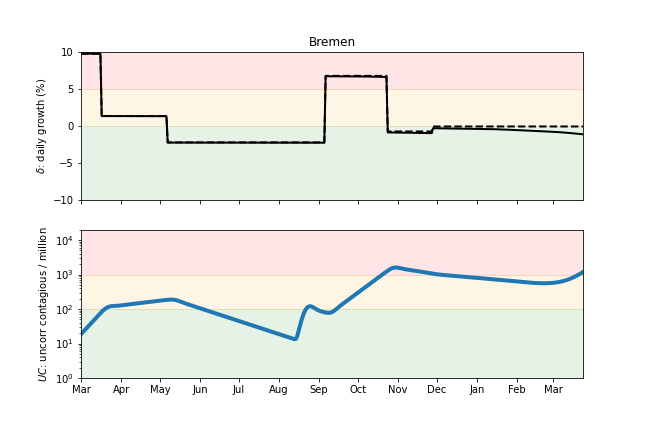 Bremen
δ: daily growth (%)
10
5
0
−5
−10
UC: uncorr contagious / million
10⁴
10³
10²
10¹
10⁰
Mar Apr May Jun Jul Aug Sep Oct Nov Dec Jan Feb Mar